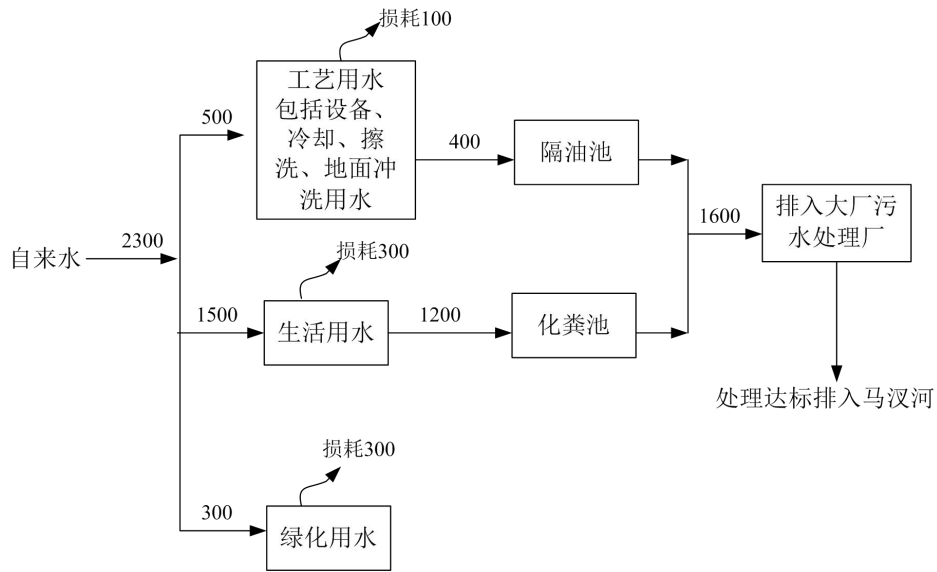 损耗100
工艺用水
包括设备、
冷却、擦
洗、地面冲
洗用水
500
400
隔油池
1600
排入大厂污
水处理厂
自来水
2300
损耗300
1500
生活用水
1200
化粪池
处理达标排入马汊河
损耗300
300
绿化用水